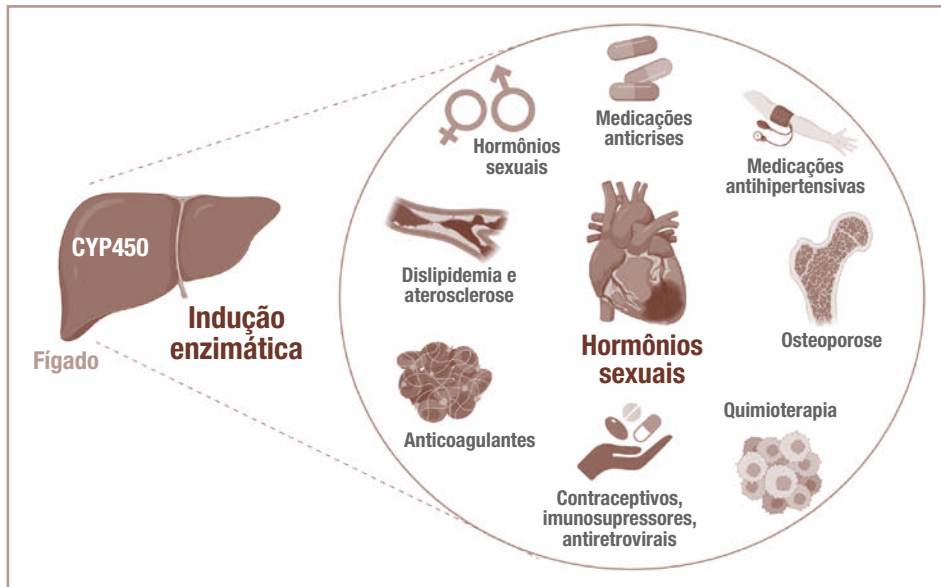 CYP450
Indução
enzimática
Fígado
Hormônios
sexuais
Medicações
anticrises
Medicações
antihipertensivas
Dislipidemia e
aterosclerose
Hormônios
sexuais
Osteoporose
Anticoagulantes
Contraceptivos,
imunosupressores,
antiretrovirais
Quimioterapia